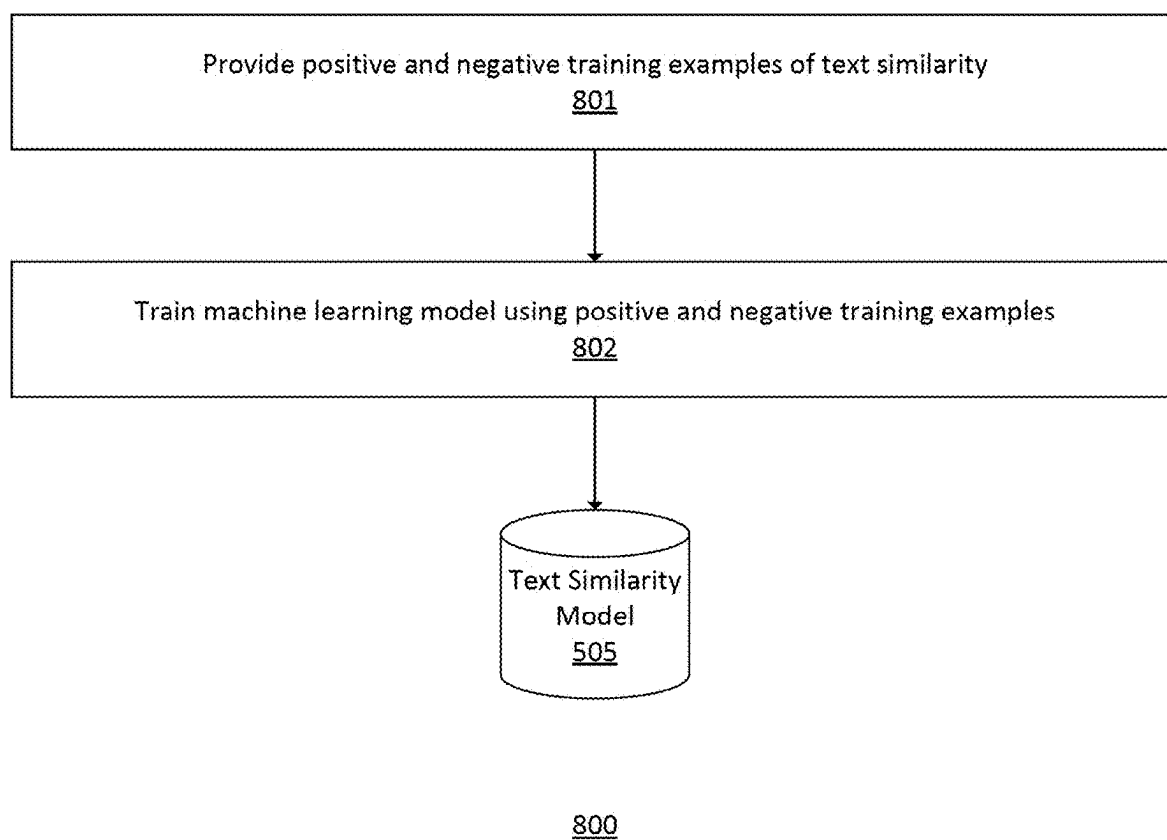 Provide positive and negative training examples of text similarity
801
Train machine learning model using positive and negative training examples
802
Text Similarity
Model
505
800